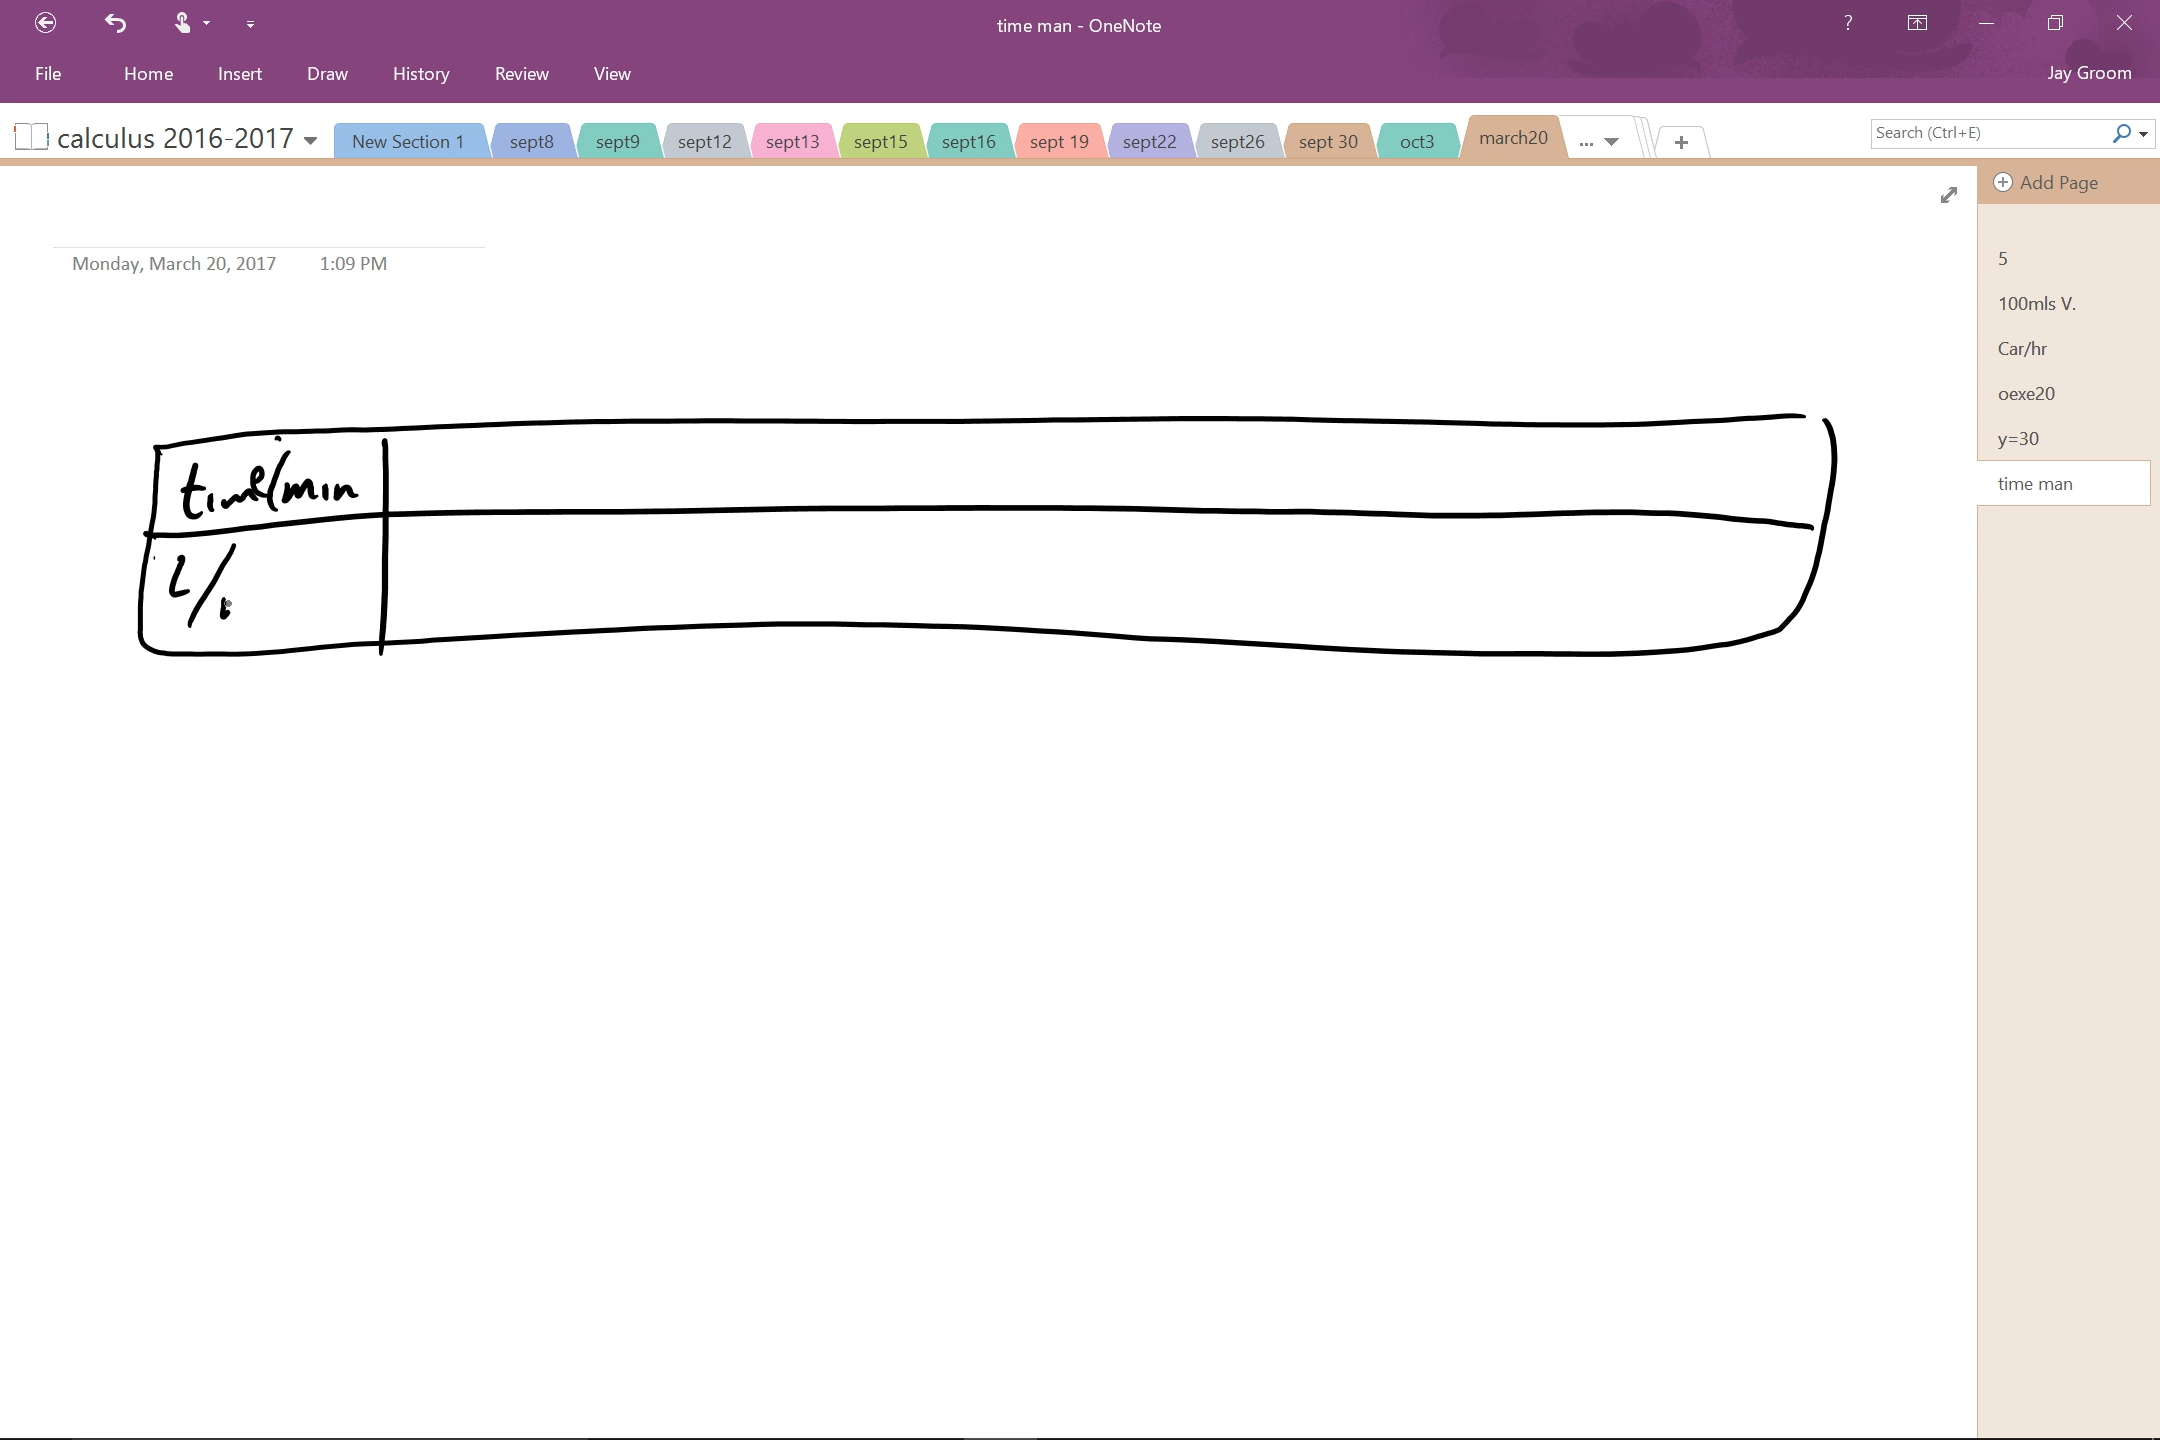 time man - OneNote
?
File Home Insert Draw History Review View
Jay Groom
calculus 2016-2017
New Section 1 sept8 sept9 sept12 sept13 sept15 sept16 sept 19 sept22 sept26 sept 30 oct3 march20 ... +
Search (Ctrl+E)
Add Page
Monday, March 20, 2017 1:09 PM
5
100mls V.
Car/hr
oexe20
y=30
time man
time/min
L/